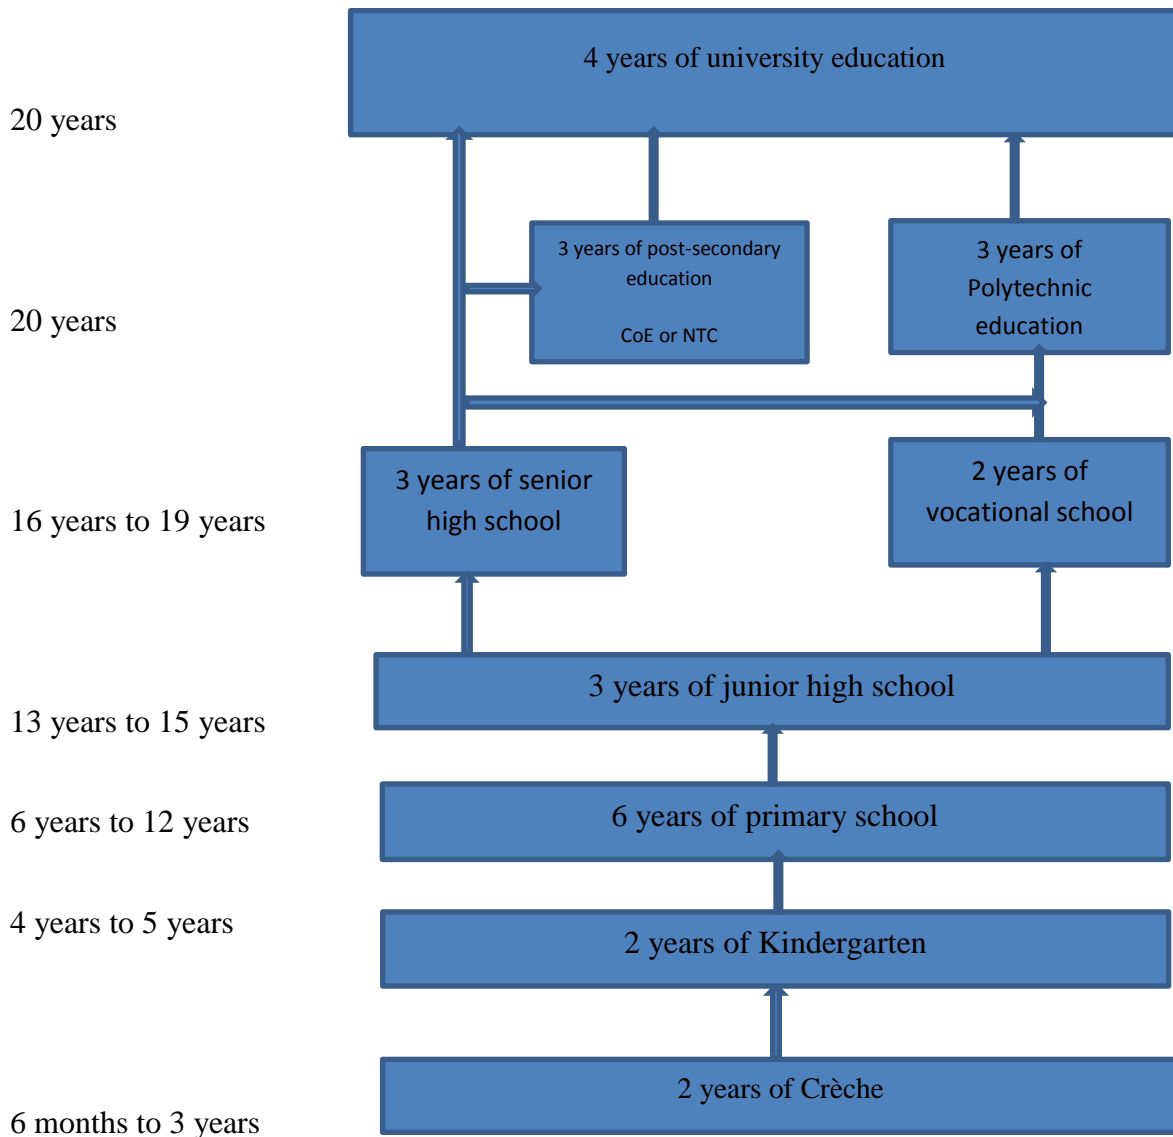 4 years of university education
20 years
3 years of post-secondary
education
CoE or NTC
3 years of
Polytechnic
education
20 years
3 years of senior
high school
2 years of
vocational school
16 years to 19 years
3 years of junior high school
13 years to 15 years
6 years of primary school
6 years to 12 years
4 years to 5 years
2 years of Kindergarten
2 years of Crèche
6 months to 3 years